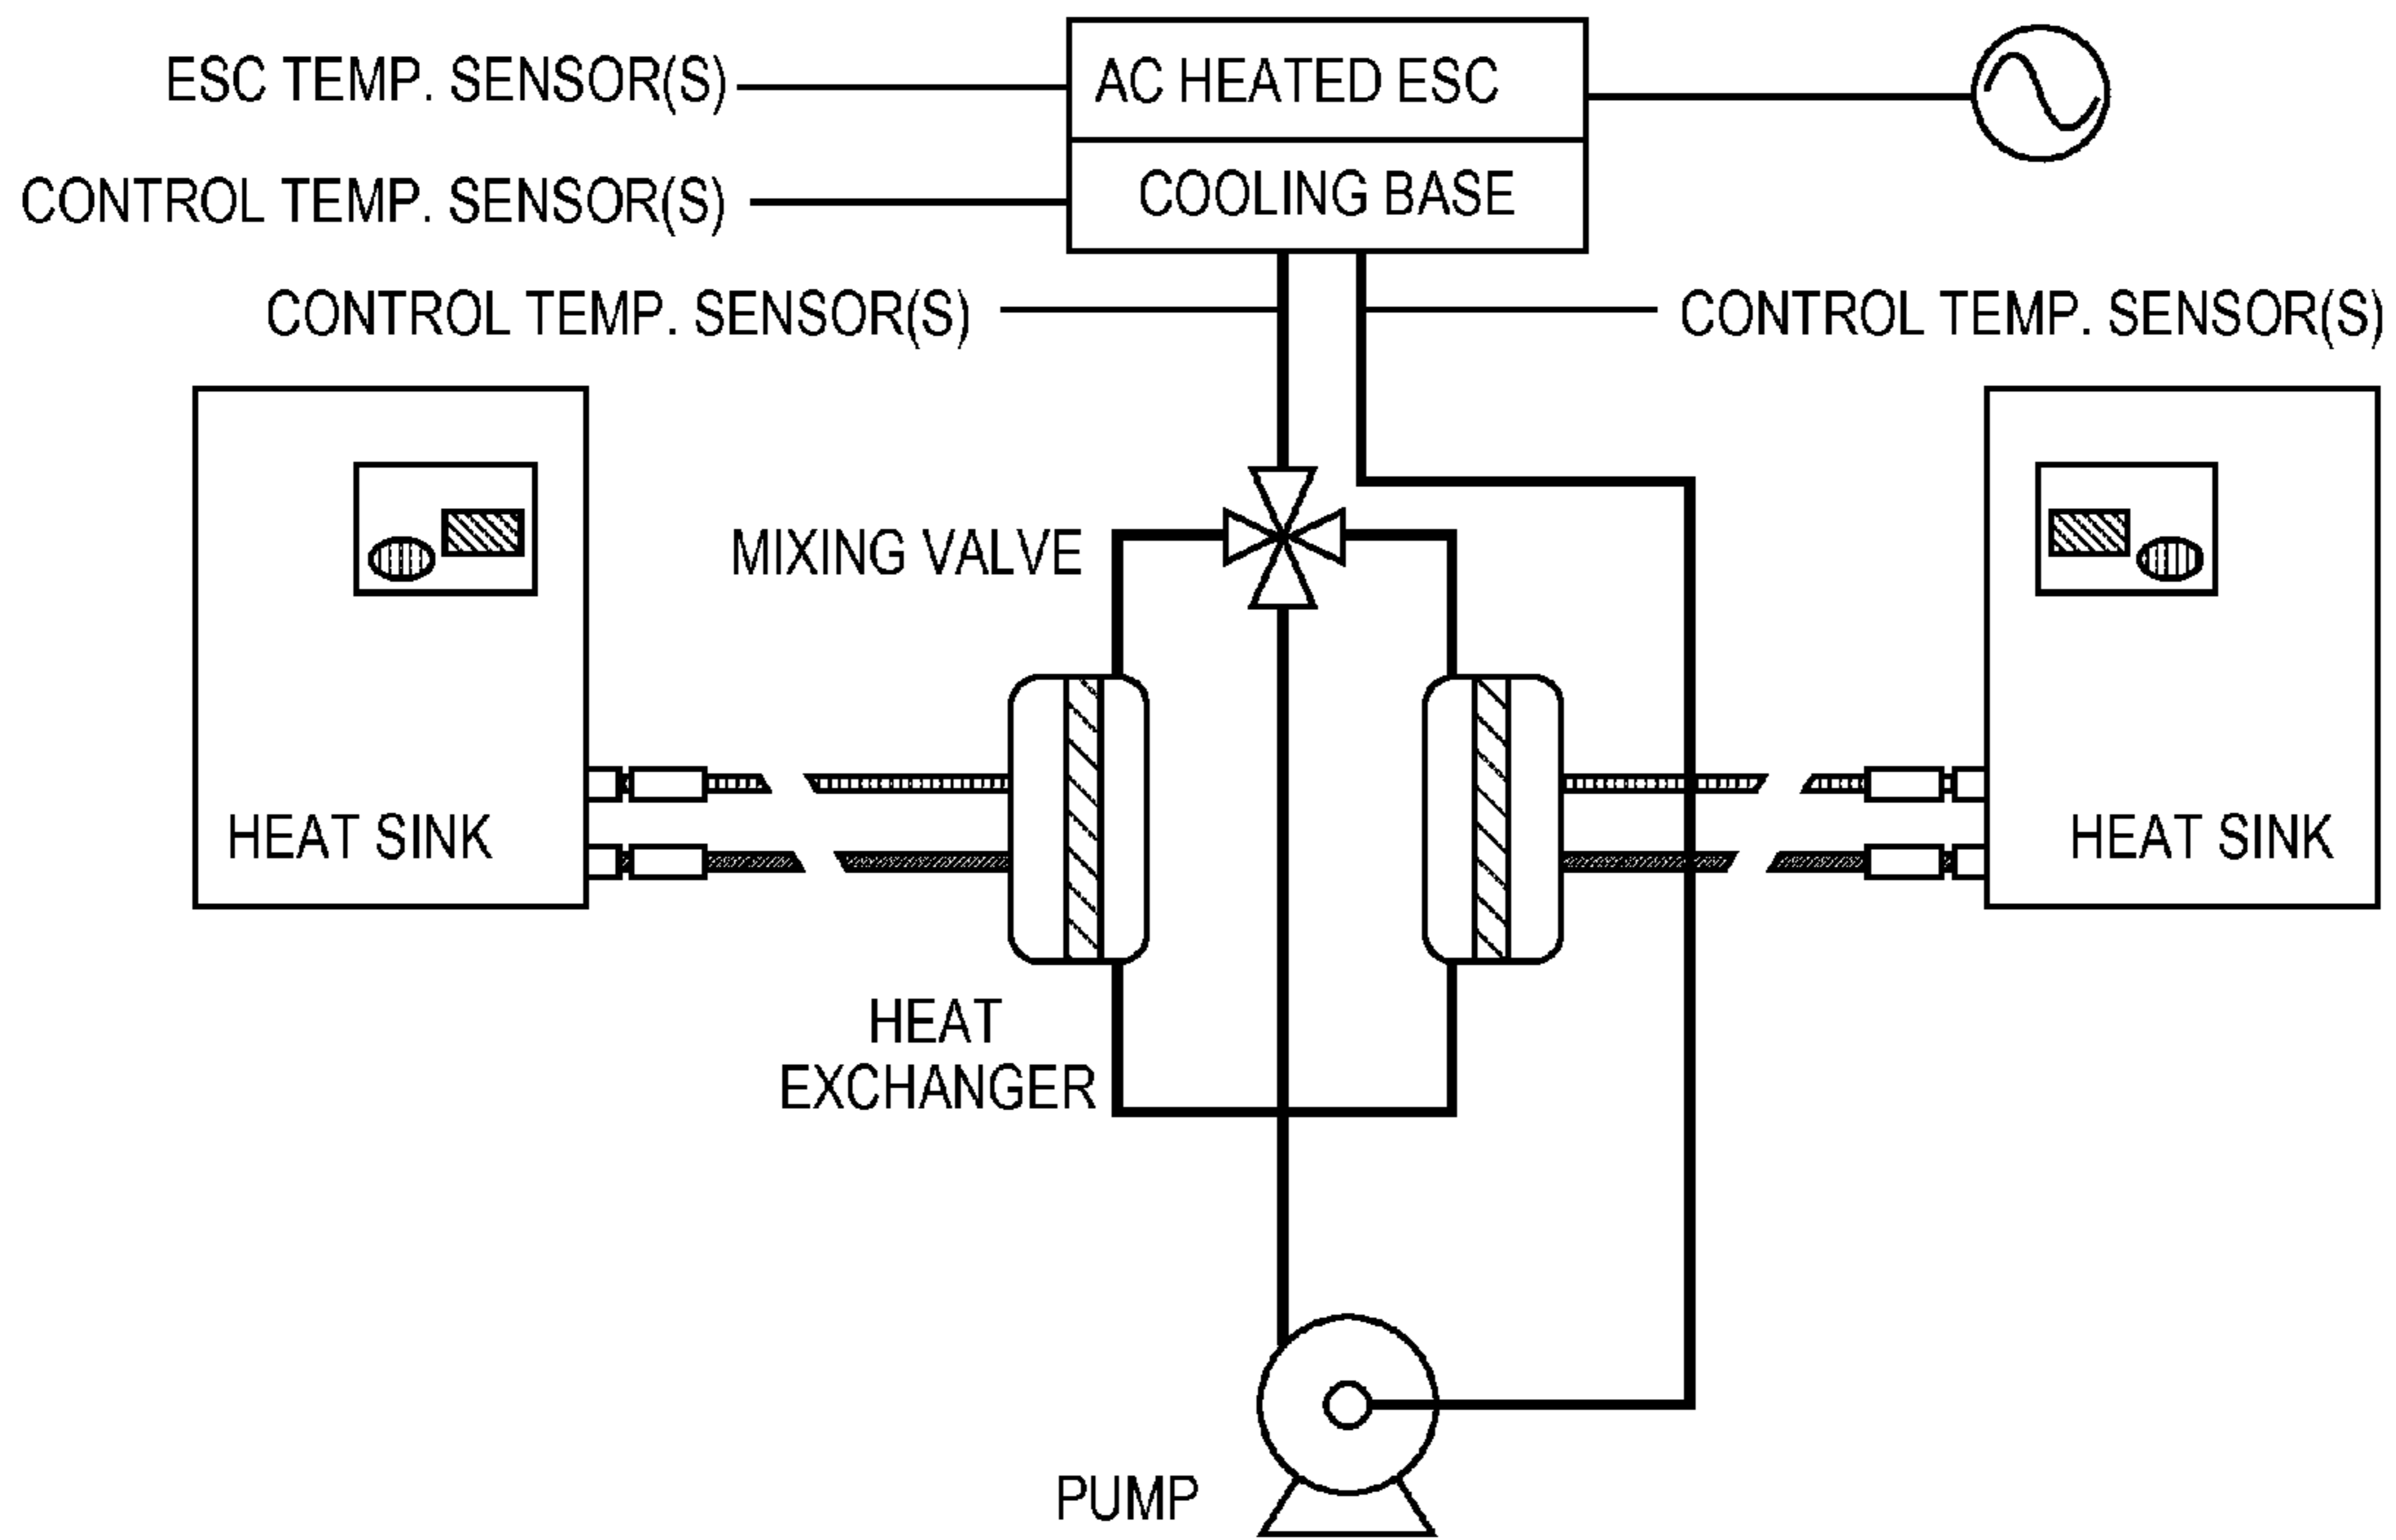 ESC TEMP. SENSOR(S)
AC HEATED ESC
CONTROL TEMP. SENSOR(S)
COOLING BASE
CONTROL TEMP. SENSOR(S)
CONTROL TEMP. SENSOR(S)
MIXING VALVE
HEAT SINK
HEAT SINK
HEAT
EXCHANGER
PUMP